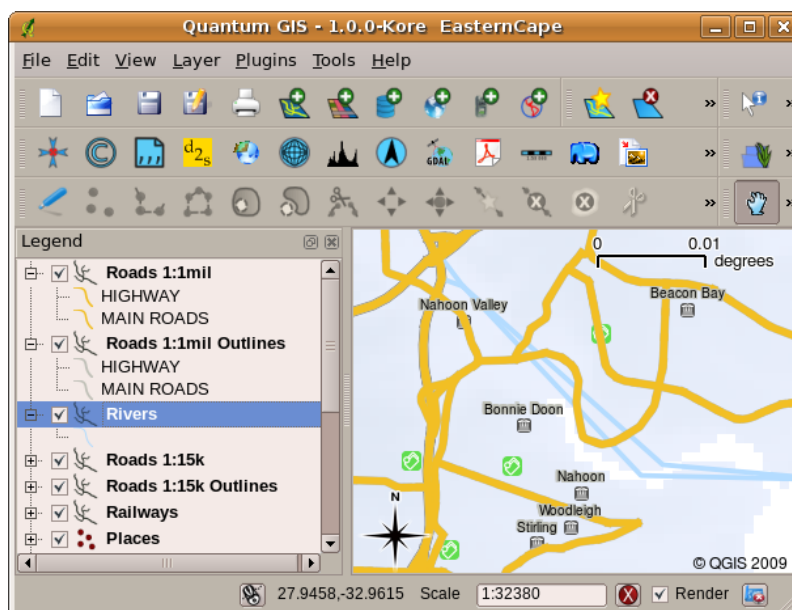 Quantum GIS - 1.0.0-Kore EasternCape
File Edit View Layer Plugins Tools Help
d2s
GDAL
Legend
Roads 1:1mil
HIGHWAY
MAIN ROADS
Roads 1:1mil Outlines
HIGHWAY
MAIN ROADS
Rivers
Roads 1:15k
Roads 1:15k Outlines
Railways
Places
0 0.01
degrees
Nahoon Valley
Beacon Bay
Bonnie Doon
Nahoon
Woodleigh
Stirling
N
© QGIS 2009
27.9458,-32.9615 Scale 1:32380 Render